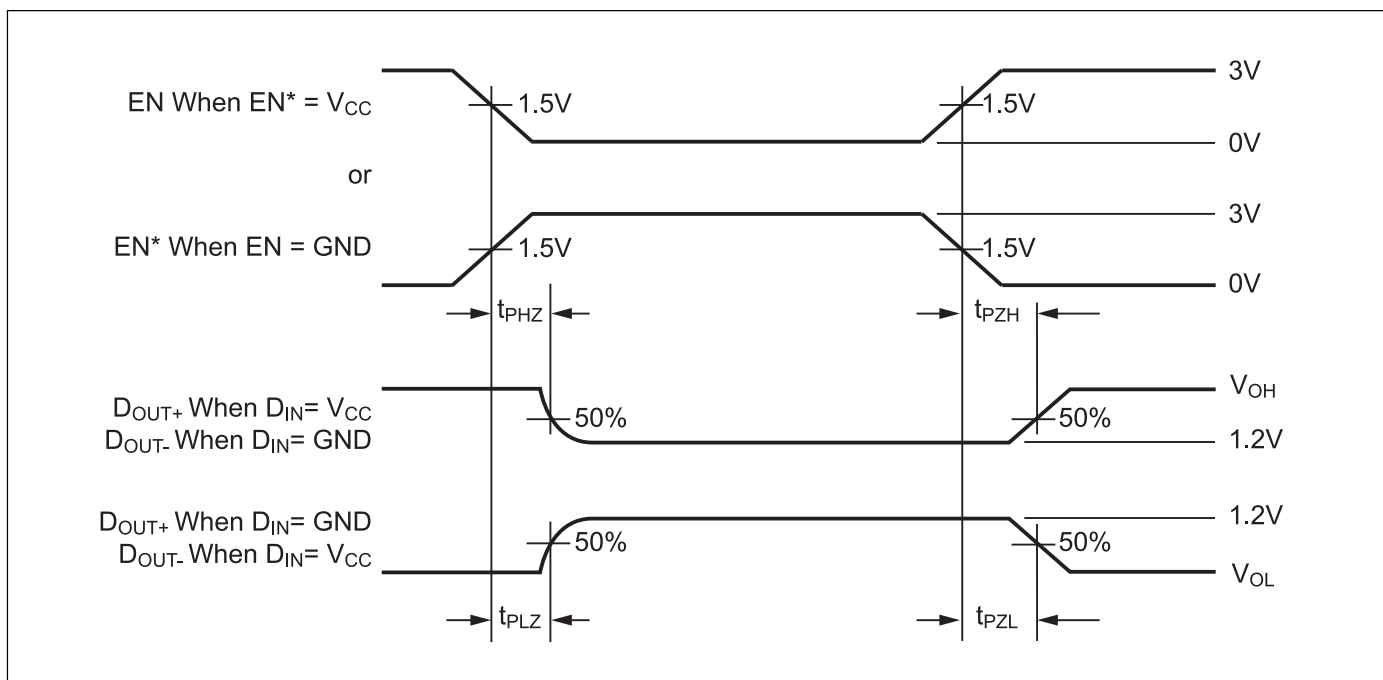 3V
EN When EN* = VCC
1.5V
1.5V
0V
or
3V
EN* When EN = GND
1.5V
1.5V
0V
tPHZ
tPZH
VOH
DOUT+ When DIN= VCC
50%
50%
DOUT- When DIN= GND
1.2V
DOUT+ When DIN= GND
1.2V
50%
50%
DOUT- When DIN= VCC
VOL
tPLZ
tPZL